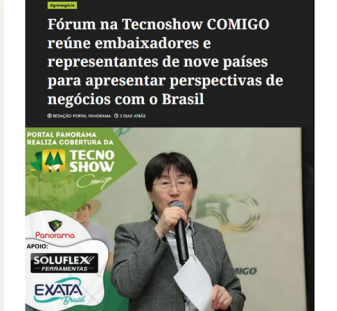 Agronegócio
Fórum na Tecnoshow COMIGO
reúne embaixadores e
representantes de nove países
para apresentar perspectivas de
negócios com o Brasil
REDAÇÃO PORTAL PANORAMA 3 DIAS ATRÁS
PORTAL PANORAMA
REALIZA COBERTURA DA
TECNO
SHOW
Comigo
Panorama
APOIO:
SOLUFLEX
FERRAMENTAS
EXATA
Brasil
50
MIGO